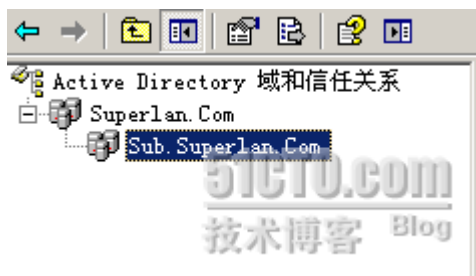 Active Directory 域和信任关系
Superlan.Com
Sub.Superlan.Com
51CTO.com
技术博客 Blog